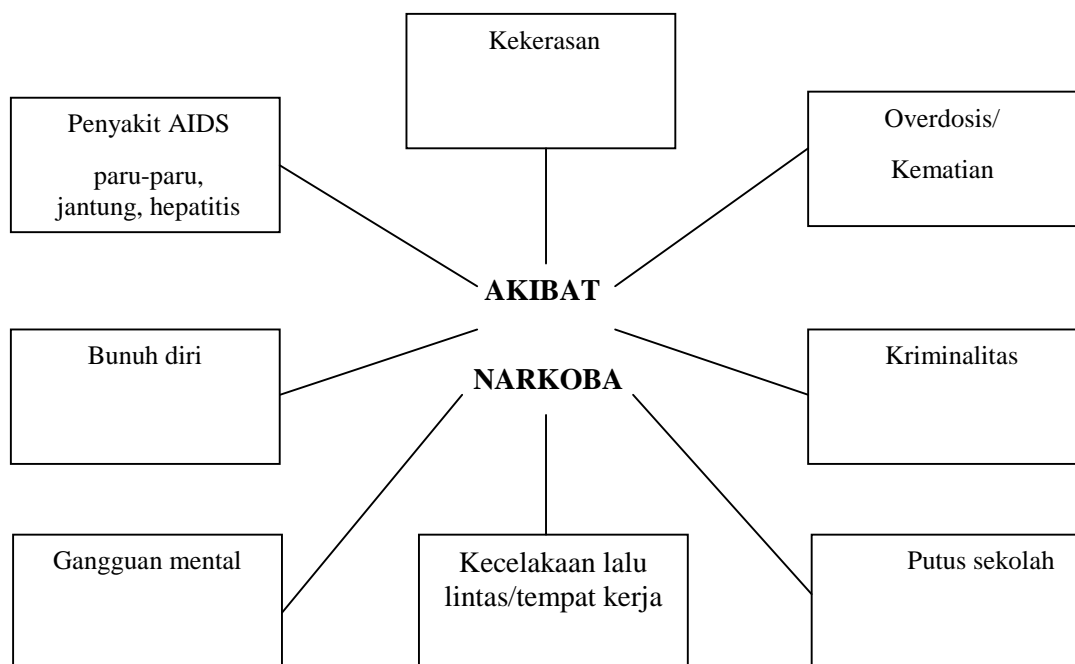 Kekerasan
Penyakit AIDS
paru-paru,
jantung, hepatitis
Overdosis/
Kematian
AKIBAT
NARKOBA
Bunuh diri
Kriminalitas
Gangguan mental
Kecelakaan lalu
lintas/tempat kerja
Putus sekolah